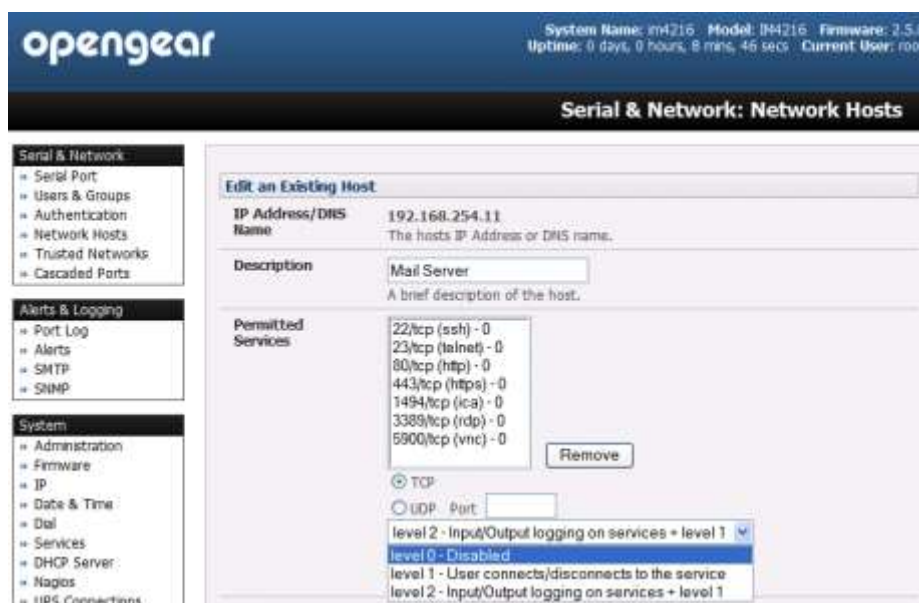 opengear
System Name: im4216 Model: IM4216 Firmware: 2.5.
Uptime: 0 days, 0 hours, 8 mins, 46 secs Current User: roo
Serial & Network: Network Hosts
Serial & Network
» Serial Port
» Users & Groups
» Authentication
» Network Hosts
» Trusted Networks
» Cascaded Ports
Alerts & Logging
» Port Log
» Alerts
» SMTP
» SNMP
System
» Administration
» Firmware
» IP
» Date & Time
» Dial
» Services
» DHCP Server
» Nagios
» UPS Connections
Edit an Existing Host
IP Address/DNS Name
192.168.254.11
The hosts IP Address or DNS name.
Description
Mail Server
A brief description of the host.
Permitted Services
22/tcp (ssh) - 0
23/tcp (telnet) - 0
80/tcp (http) - 0
443/tcp (https) - 0
1494/tcp (ica) - 0
3389/tcp (rdp) - 0
5900/tcp (vnc) - 0
Remove
TCP
UDP Port
level 2 - Input/Output logging on services + level 1
level 0 - Disabled
level 1 - User connects/disconnects to the service
level 2 - Input/Output logging on services + level 1